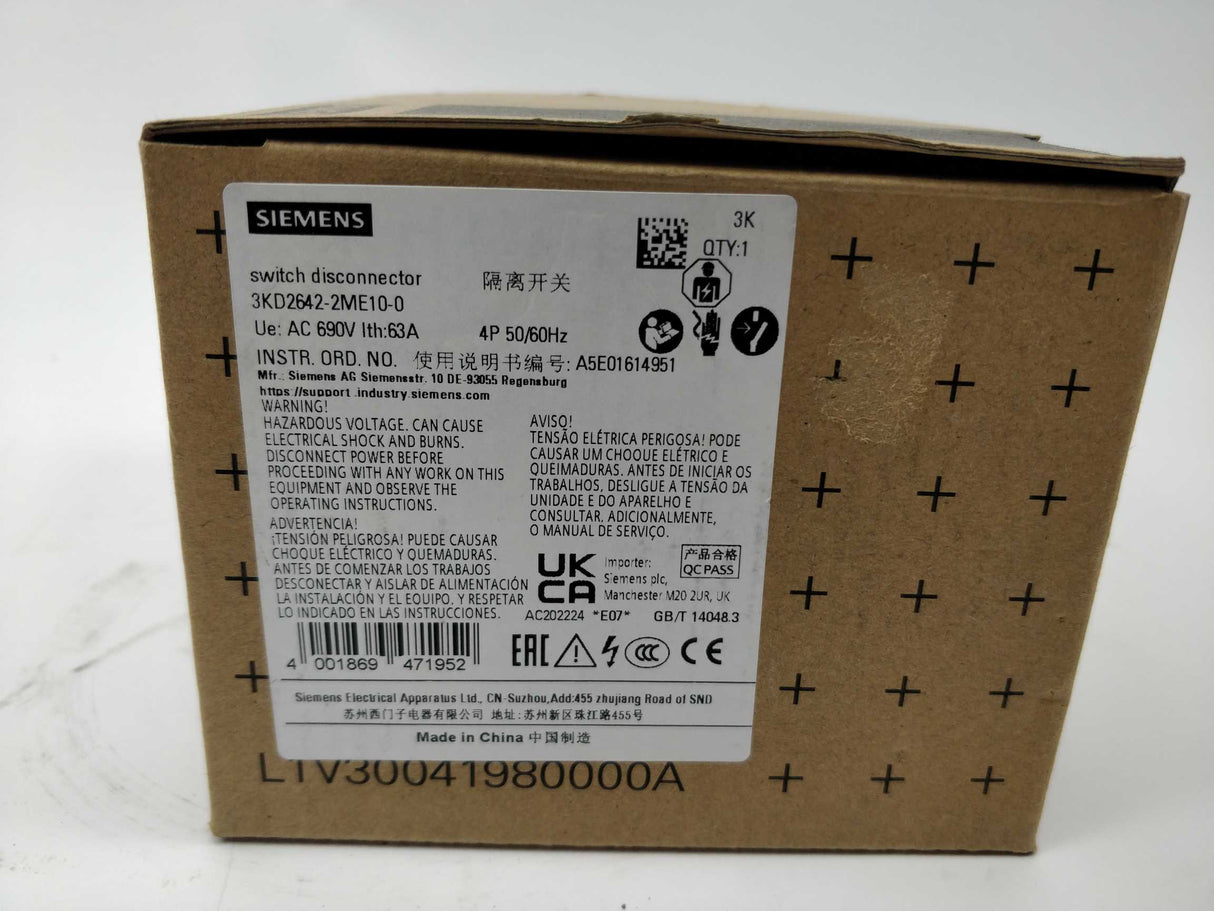 SIEMENS
3K
QTY:1
switch disconnector 隔离开关
3KD2642-2ME10-0
Ue: AC 690V Ith:63A 4P 50/60Hz
INSTR. ORD. NO. 使用说明书编号: A5E01614951
Mfr.: Siemens AG Siemensstr. 10 DE-93055 Regensburg
https://support.industry.siemens.com
WARNING!
HAZARDOUS VOLTAGE. CAN CAUSE
ELECTRICAL SHOCK AND BURNS.
DISCONNECT POWER BEFORE
PROCEEDING WITH ANY WORK ON THIS
EQUIPMENT AND OBSERVE THE
OPERATING INSTRUCTIONS.
ADVERTENCIA!
¡TENSIÓN PELIGROSA! PUEDE CAUSAR
CHOQUE ELÉCTRICO Y QUEMADURAS.
ANTES DE COMENZAR LOS TRABAJOS
DESCONECTAR Y AISLAR DE ALIMENTACIÓN
LA INSTALACIÓN Y EL EQUIPO. Y RESPETAR
LO INDICADO EN LAS INSTRUCCIONES.
AVISO!
TENSÃO ELÉTRICA PERIGOSA! PODE
CAUSAR UM CHOQUE ELÉTRICO E
QUEIMADURAS. ANTES DE INICIAR OS
TRABALHOS, DESLIGUE A TENSÃO DA
UNIDADE E DO APARELHO E
CONSULTAR, ADICIONALMENTE,
O MANUAL DE SERVIÇO.
UK
CA
Importer:
Siemens plc,
Manchester M20 2UR, UK
产品合格
QC PASS
AC202224 *E07* GB/T 14048.3
4 001869 471952
EAC CCC CE
Siemens Electrical Apparatus Ltd., CN-Suzhou,Add:455 zhujiang Road of SND
苏州西门子电器有限公司 地址:苏州新区珠江路455号
Made in China 中国制造
L1V30041980000A